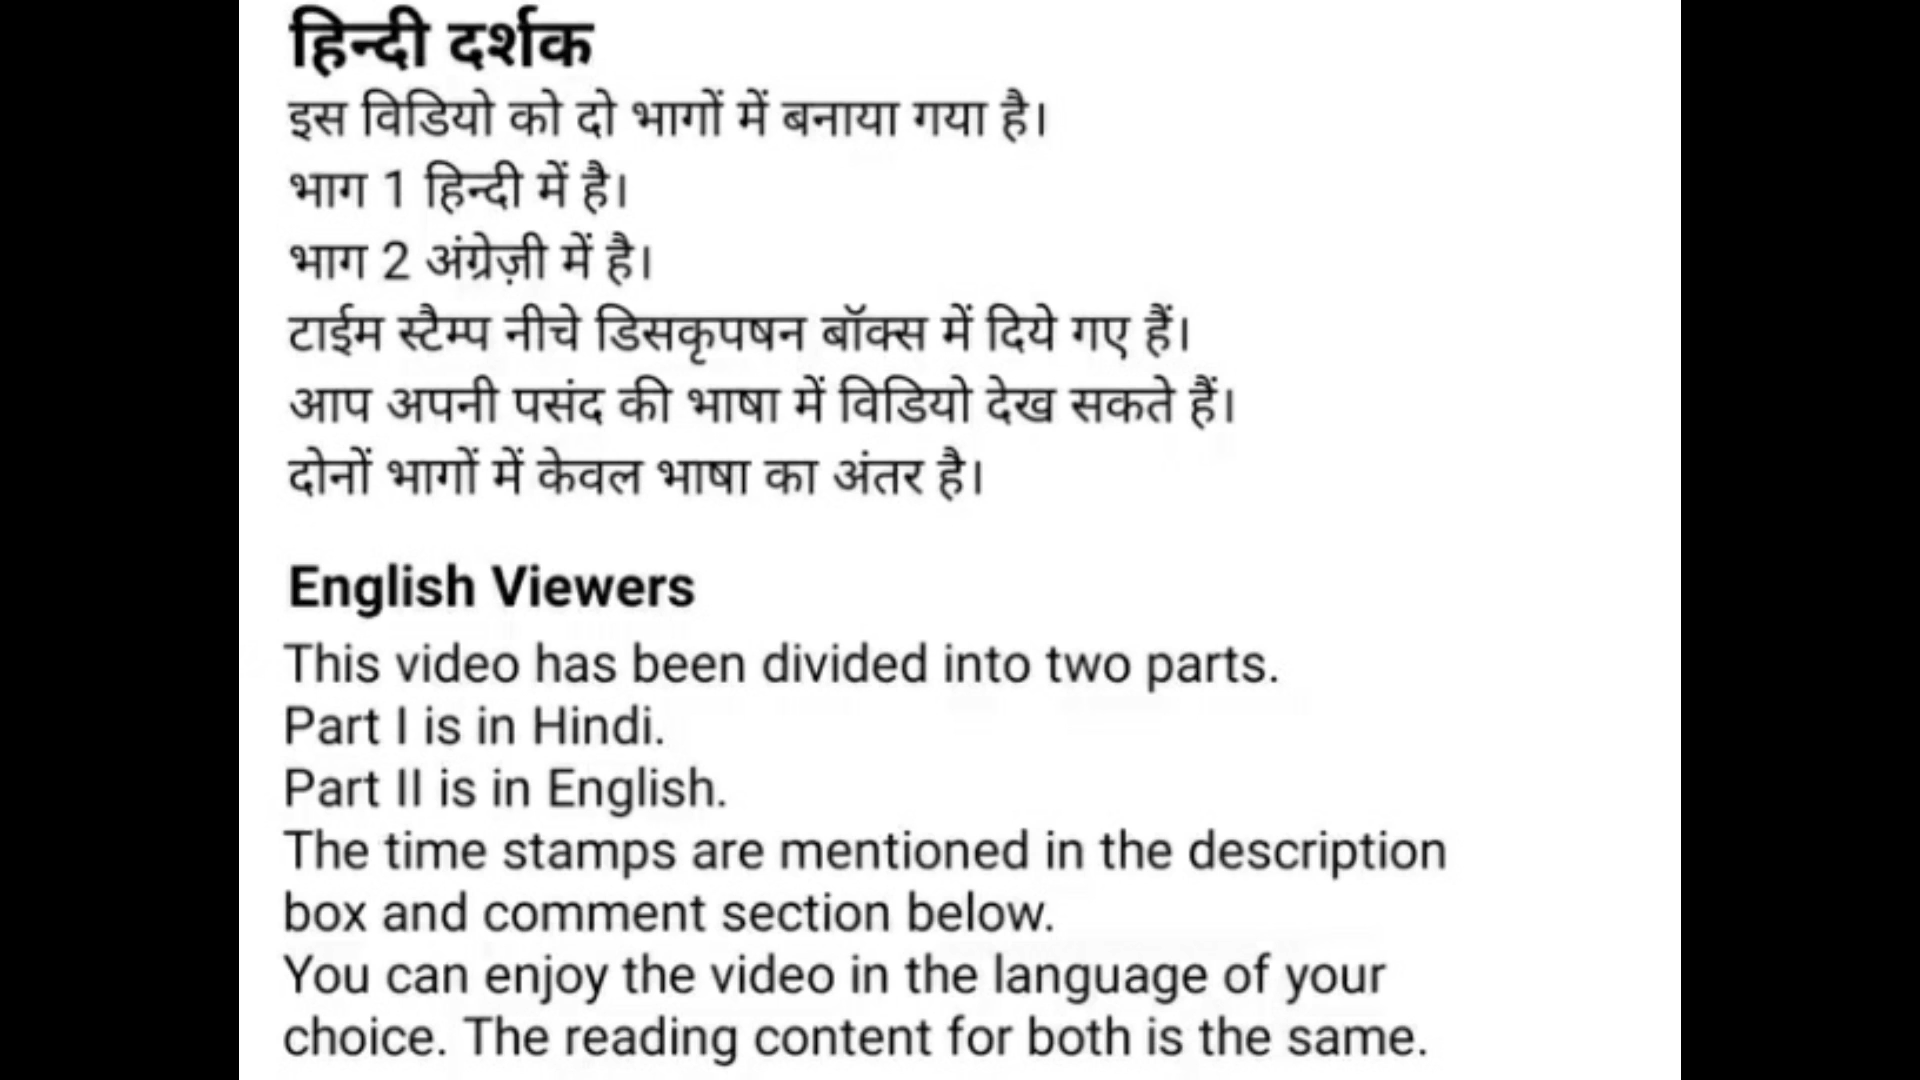 हिन्दी दर्शक
इस विडियो को दो भागों में बनाया गया है।
भाग 1 हिन्दी में है।
भाग 2 अंग्रेज़ी में है।
टाईम स्टैम्प नीचे डिसकृपषन बॉक्स में दिये गए हैं।
आप अपनी पसंद की भाषा में विडियो देख सकते हैं।
दोनों भागों में केवल भाषा का अंतर है।
English Viewers
This video has been divided into two parts.
Part I is in Hindi.
Part II is in English.
The time stamps are mentioned in the description
box and comment section below.
You can enjoy the video in the language of your
choice. The reading content for both is the same.